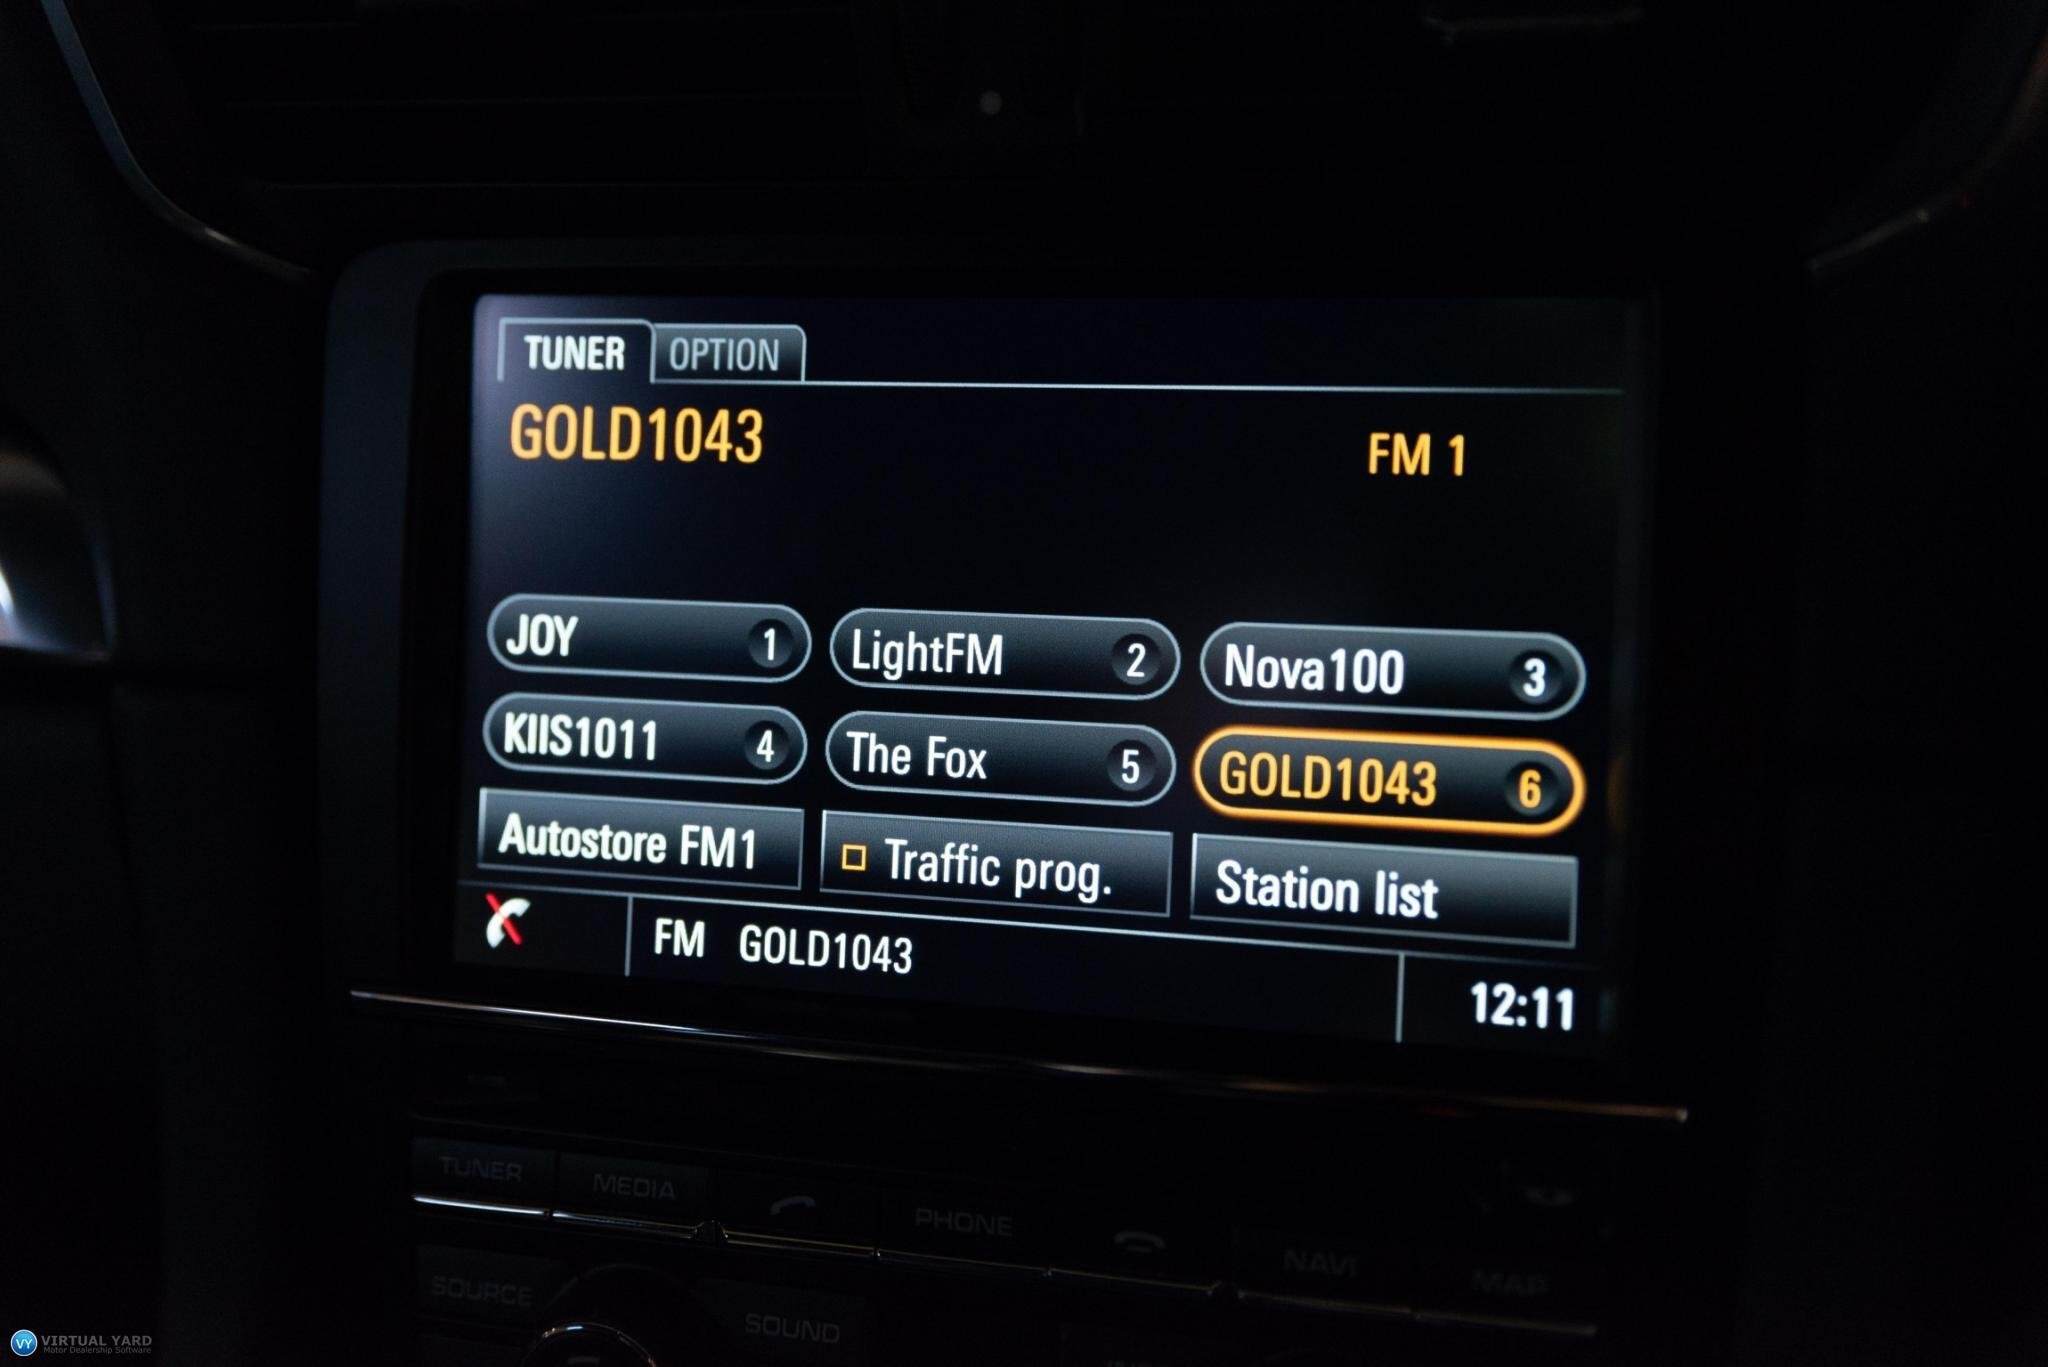 TUNER OPTION
GOLD1043 FM 1
JOY 1 LightFM 2 Nova100 3
KIIS1011 4 The Fox 5 GOLD1043 6
Autostore FM1 Traffic prog. Station list
FM GOLD1043 12:11
TUNER MEDIA PHONE NAVI MAP
SOURCE SOUND
VY VIRTUAL YARD
Motor Dealership Software